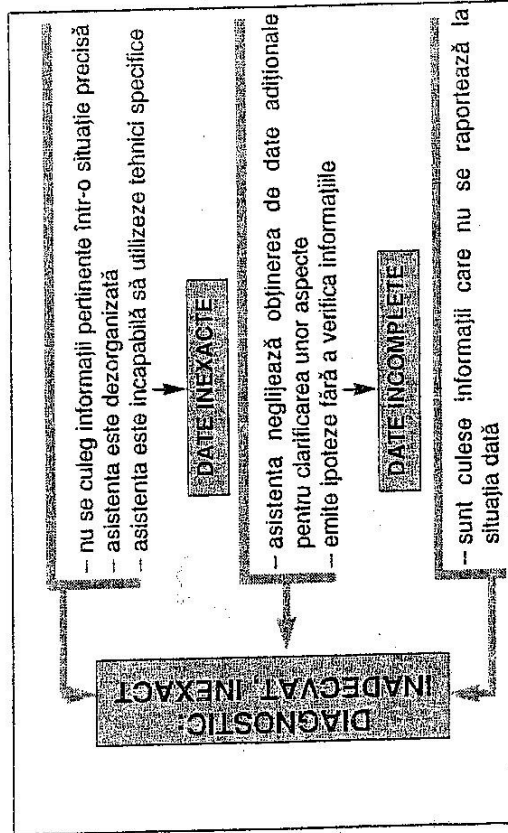 – nu se culeg informații pertinente într-o situație precisă
– asistenta este dezorganizată
– asistenta este incapabilă să utilizeze tehnici specifice
DATE INEXACTE
– asistenta neglijează obținerea de date adiționale
pentru clarificarea unor aspecte
– emite ipoteze fără a verifica informațiile
DATE INCOMPLETE
– sunt culese informații care nu se raportează la
situația dată
DIAGNOSTIC:
INADECVAT, INEXACT